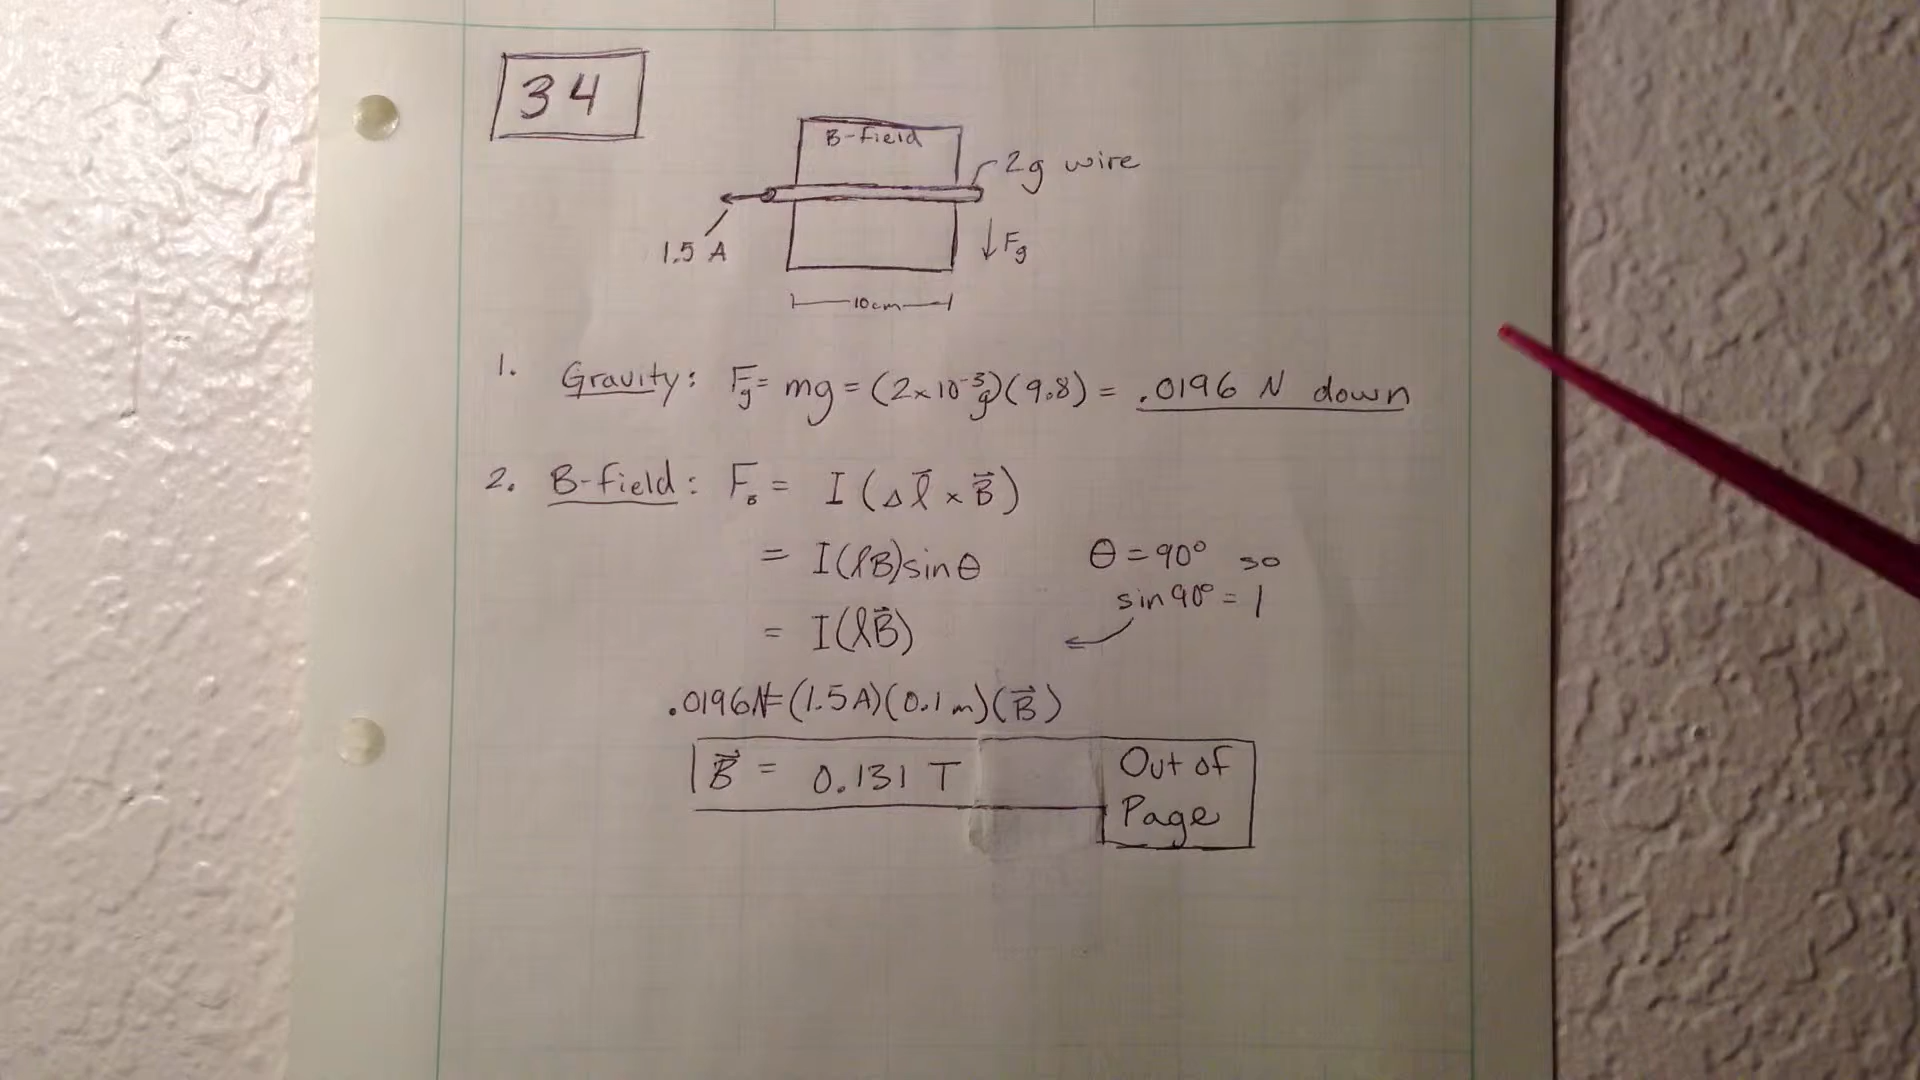 34
B-field
2g wire
1.5 A
↓Fg
10cm
1. Gravity: Fg = mg = (2×10⁻³g)(9.8) = .0196 N down
2. B-field: F_B = I(Δl⃗ × B⃗)
= I(ℓB)sinθ
θ = 90° so
sin 90° = 1
= I(ℓB⃗)
.0196N = (1.5A)(0.1m)(B⃗)
B⃗ = 0.131 T
Out of
Page